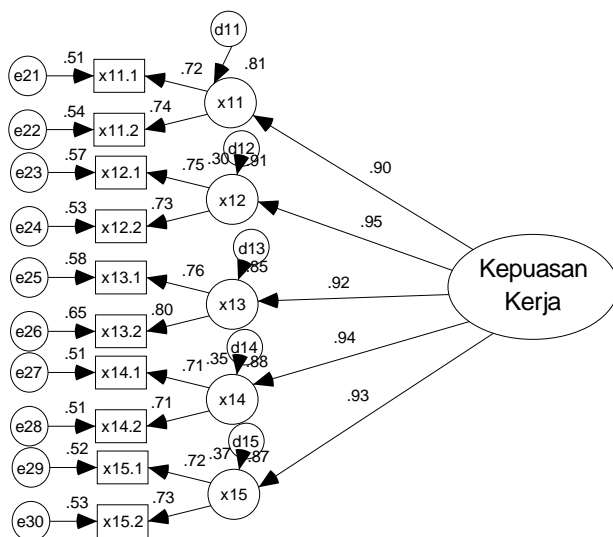 d11
.51
.72
.81
e21
x11.1
x11
.54
.74
e22
x11.2
d12
.57
.75
.30
.91
e23
x12.1
.90
x12
.53
.73
e24
x12.2
.95
d13
.58
.76
.85
e25
x13.1
.92
Kepuasan
Kerja
x13
.65
.80
e26
x13.2
d14
.94
.51
.71
.35
.88
e27
x14.1
x14
.51
.71
e28
x14.2
.93
d15
.52
.72
.37
.87
e29
x15.1
x15
.53
.73
e30
x15.2